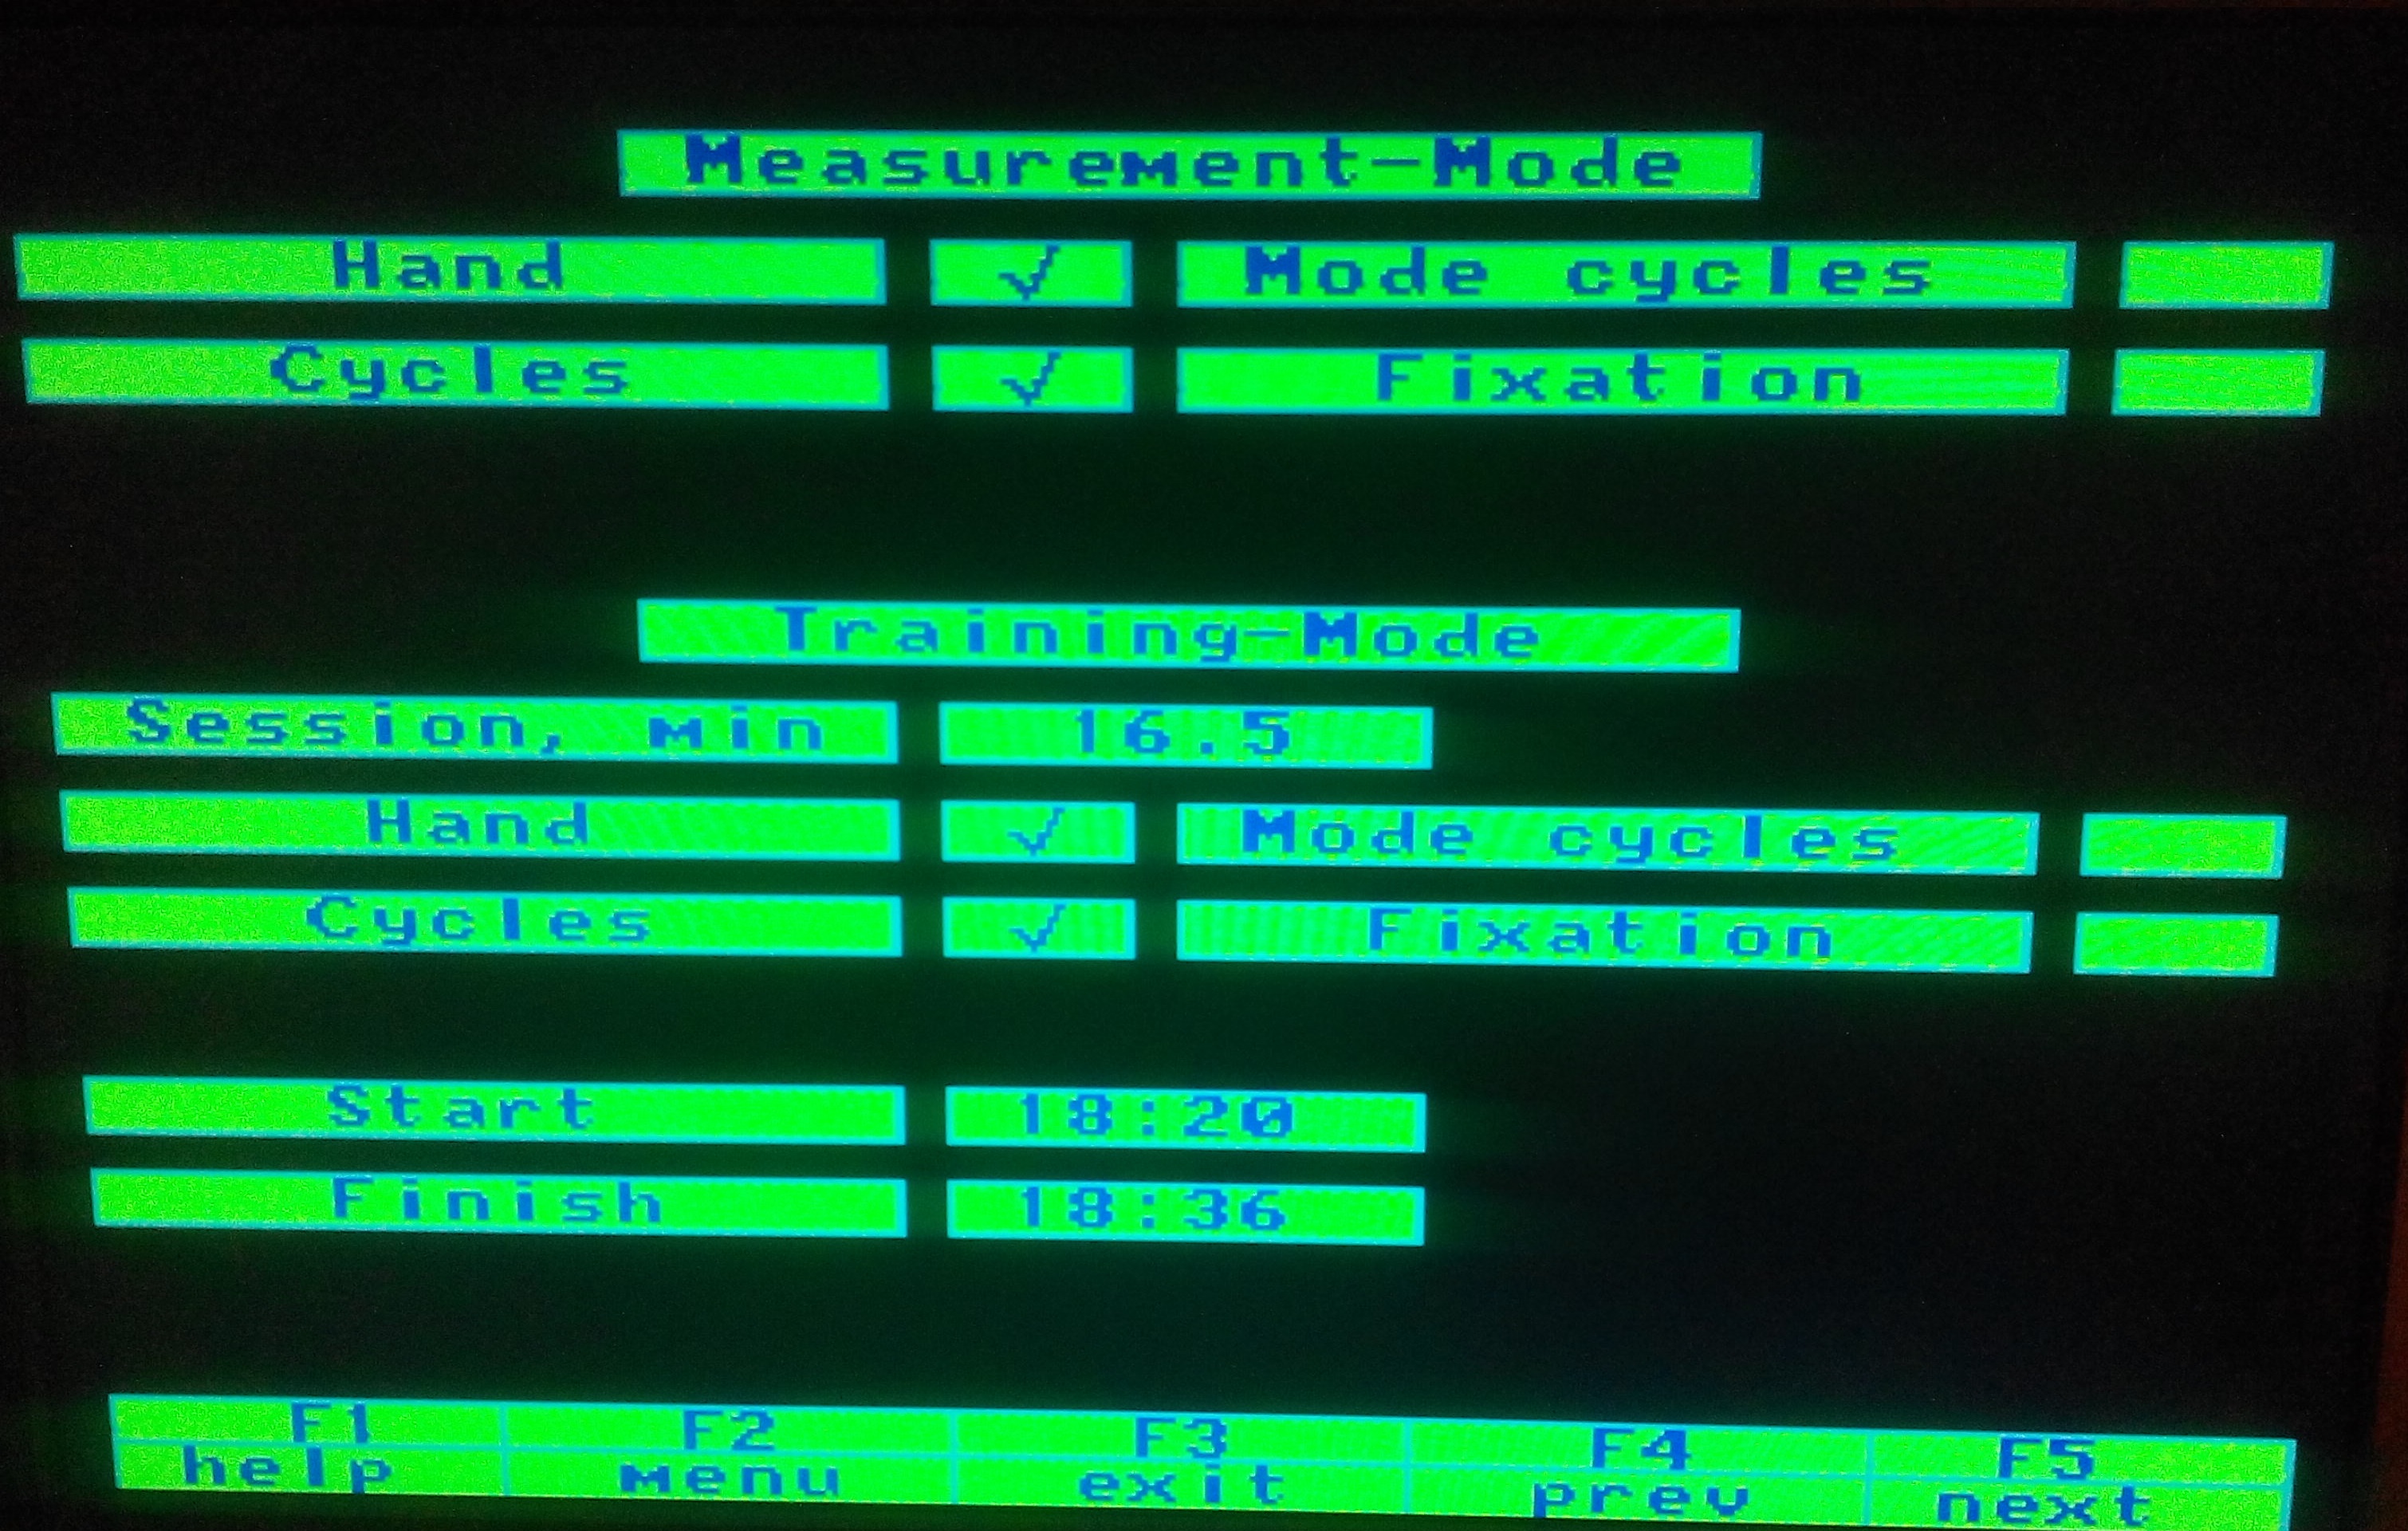 Measurement-Mode
Hand √ Mode cycles
Cycles √ Fixation
Training-Mode
Session, min 16.5
Hand √ Mode cycles
Cycles √ Fixation
Start 18:20
Finish 18:36
F1 F2 F3 F4 F5
help menu exit prev next